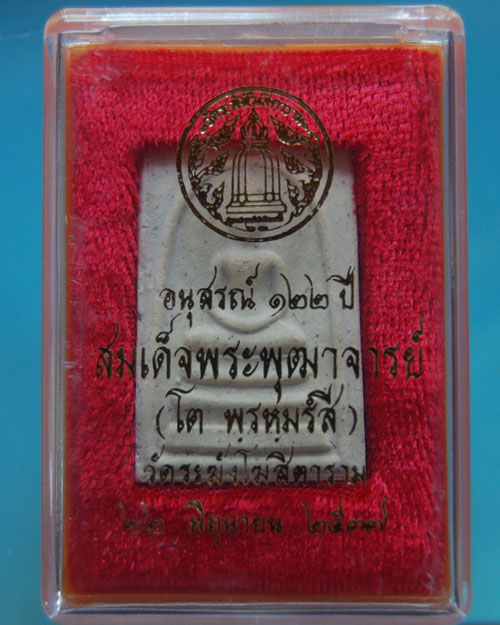 อนุสรณ์ ๑๒๒ ปี
สมเด็จพระพุฒาจารย์
(โต พฺรหฺมรํสี)
วัดระฆังโฆสิตาราม
๒๒ มิถุนายน ๒๕๓๗